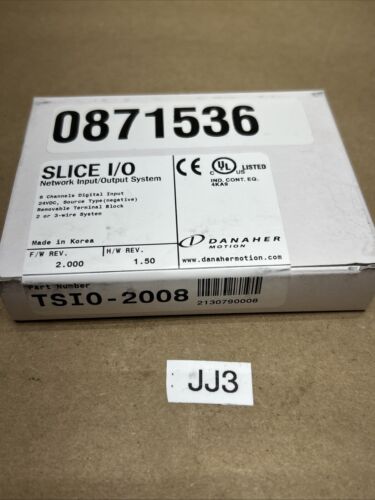 0871536
SLICE I/O
Network Input/Output System
8 Channels Digital Input
24VDC, Source Type(negative)
Removable Terminal Block
2 or 3-wire System
Made in Korea
F/W REV.
2.000
H/W REV.
1.50
CE
C UL US LISTED
IND. CONT. EQ.
4KA9
DANAHER
MOTION
www.danahermotion.com
Part Number
TSIO-2008
2130790008
JJ3